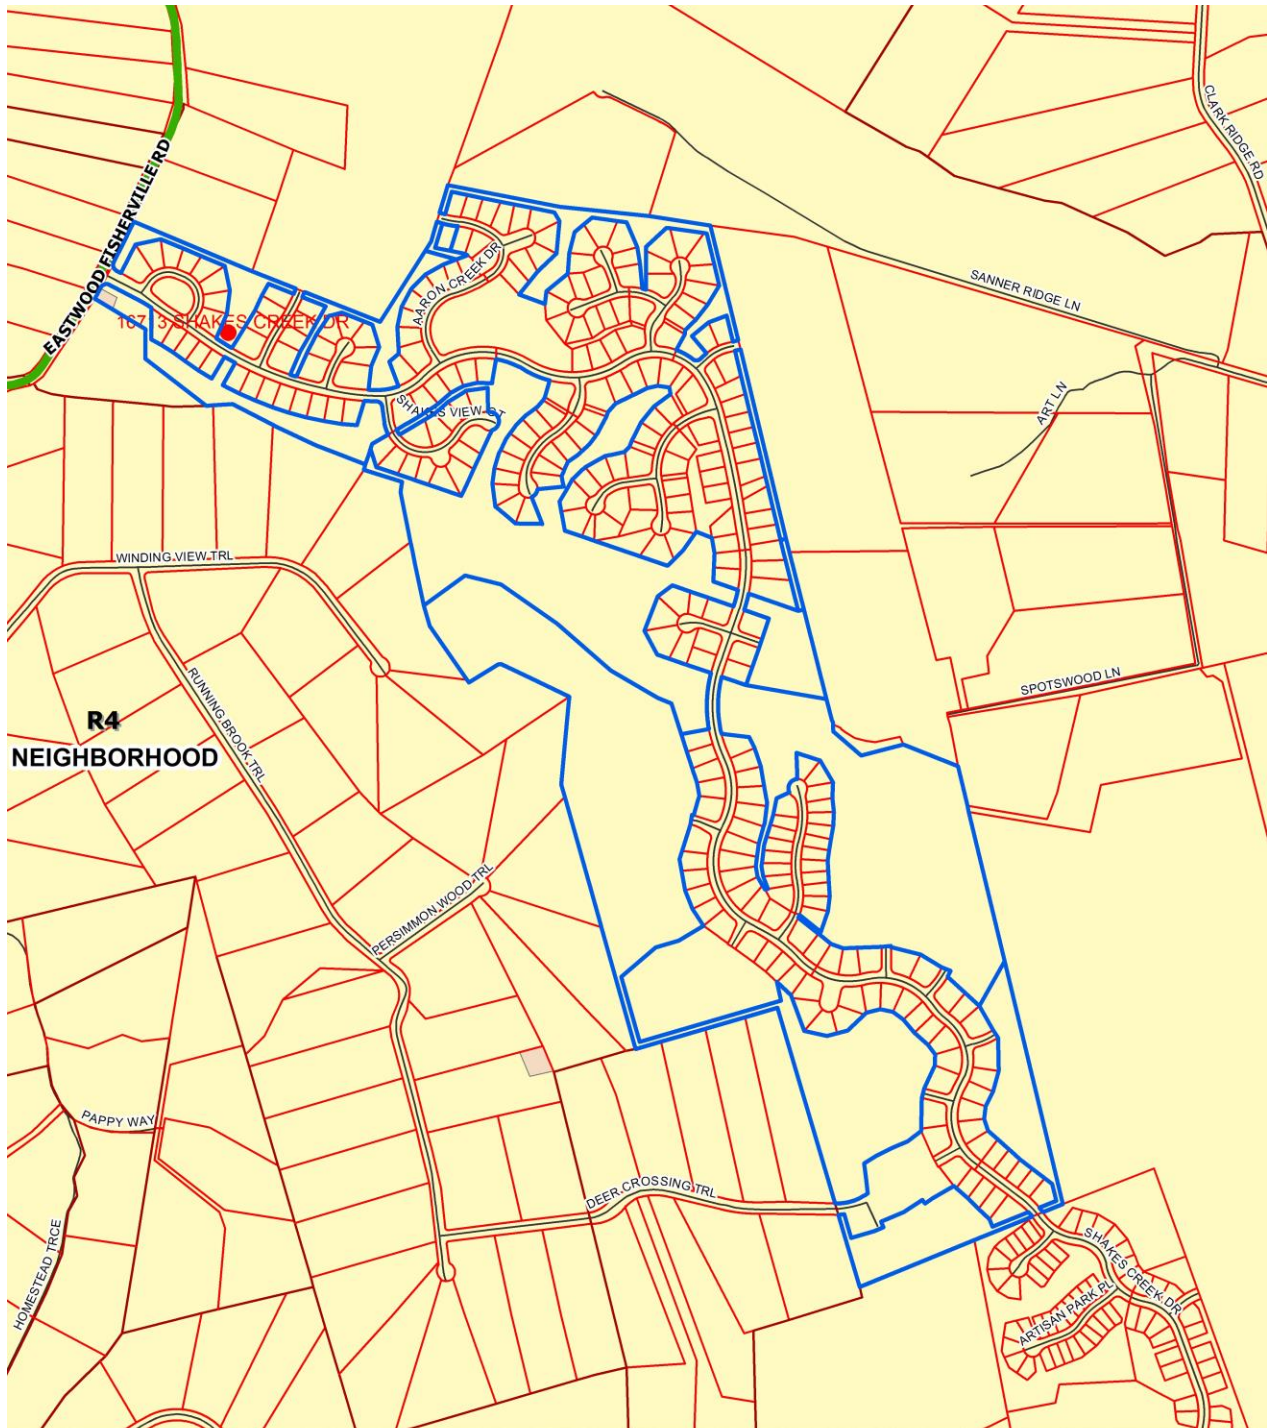 CLARK RIDGE RD
EASTWOOD FISHERVILLE RD
SANNER RIDGE LN
AARON CREEK DR
16713 SHAKES CREEK DR
ART LN
SHAKES VIEW CT
WINDING VIEW TRL
SPOTSWOOD LN
RUNNING BROOK TRL
R4
NEIGHBORHOOD
PERSIMMON WOOD TRL
PAPPY WAY
DEER CROSSING TRL
HOMESTEAD TRCE
SHAKES CREEK DR
ARTISAN PARK PL